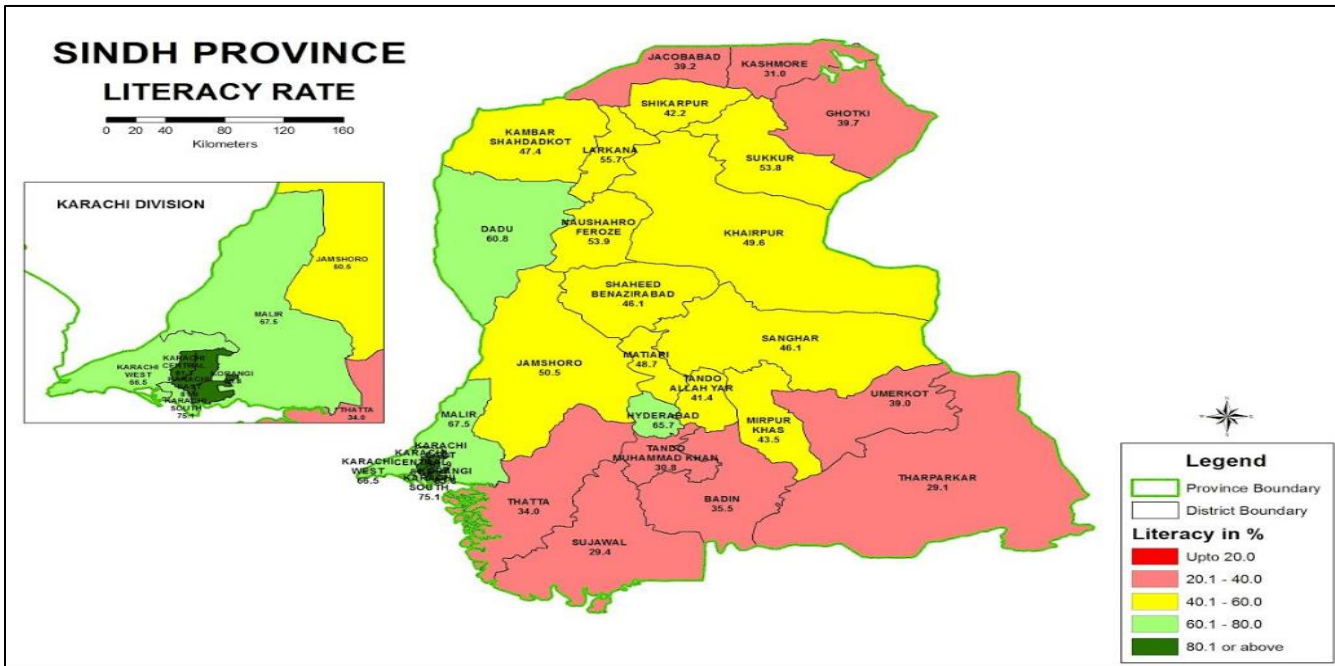 SINDH PROVINCE
LITERACY RATE
0 20 40 80 120 160
Kilometers
KARACHI DIVISION
JAMSHORO
50.5
MALIR
67.5
KARACHI
WEST
66.5
KARACHI
CENTRAL
KARACHI
EAST
KORANGI
KARACHI
SOUTH
75.1
THATTA
34.0
JACOBABAD
39.2
KASHMORE
31.0
GHOTKI
39.7
SHIKARPUR
42.2
KAMBAR
SHAHDADKOT
47.4
LARKANA
55.7
SUKKUR
53.8
DADU
60.8
NAUSHAHRO
FEROZE
53.9
KHAIRPUR
49.6
SHAHEED
BENAZIRABAD
46.1
SANGHAR
46.1
JAMSHORO
50.5
MATIARI
48.7
TANDO
ALLAH YAR
41.4
UMERKOT
39.0
HYDERABAD
65.7
MIRPUR
KHAS
43.5
MALIR
67.5
KARACHI
KARACHI
CENTRAL
KORANGI
KARACHI
WEST
66.5
KARACHI
SOUTH
75.1
TANDO
MUHAMMAD KHAN
30.8
THATTA
34.0
BADIN
35.5
THARPARKAR
29.1
SUJAWAL
29.4
Legend
Province Boundary
District Boundary
Literacy in %
Upto 20.0
20.1 - 40.0
40.1 - 60.0
60.1 - 80.0
80.1 or above